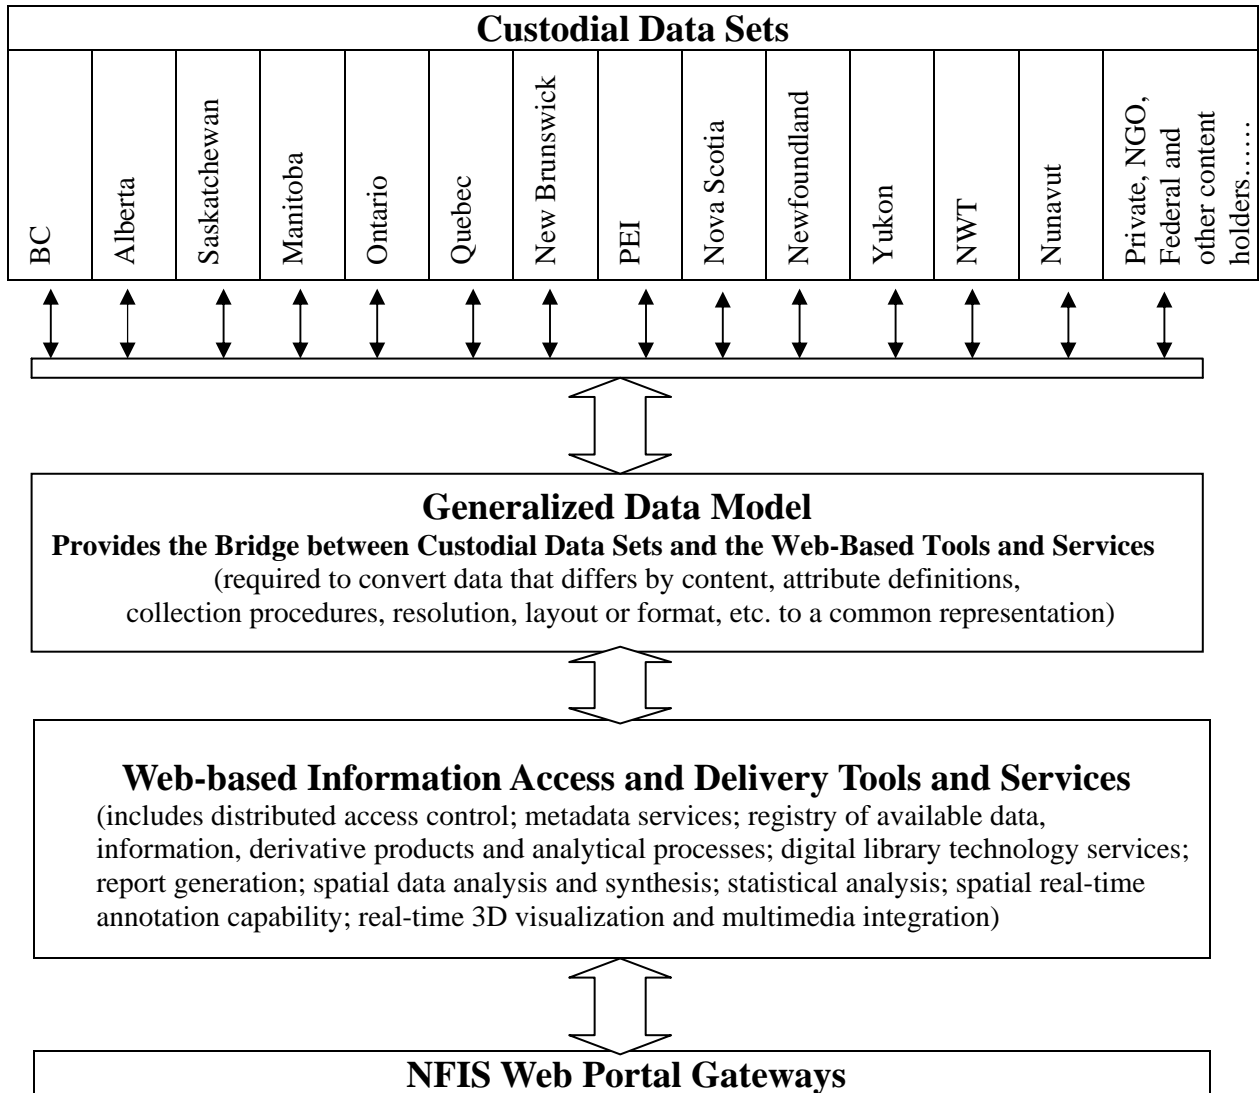 Custodial Data Sets
BC
Alberta
Saskatchewan
Manitoba
Ontario
Quebec
New Brunswick
PEI
Nova Scotia
Newfoundland
Yukon
NWT
Nunavut
Private, NGO,
Federal and
other content
holders……
Generalized Data Model
Provides the Bridge between Custodial Data Sets and the Web-Based Tools and Services
(required to convert data that differs by content, attribute definitions,
collection procedures, resolution, layout or format, etc. to a common representation)
Web-based Information Access and Delivery Tools and Services
(includes distributed access control; metadata services; registry of available data,
information, derivative products and analytical processes; digital library technology services;
report generation; spatial data analysis and synthesis; statistical analysis; spatial real-time
annotation capability; real-time 3D visualization and multimedia integration)
NFIS Web Portal Gateways